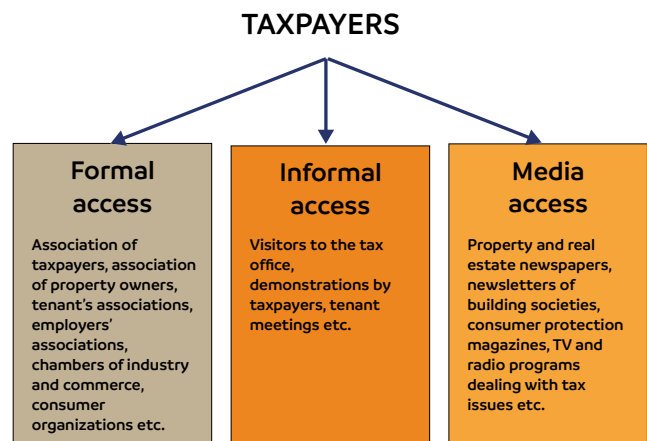 TAXPAYERS
Formal
access
Association of
taxpayers, association
of property owners,
tenant's associations,
employers'
associations,
chambers of industry
and commerce,
consumer
organizations etc.
Informal
access
Visitors to the tax
office,
demonstrations by
taxpayers, tenant
meetings etc.
Media
access
Property and real
estate newspapers,
newsletters of
building societies,
consumer protection
magazines, TV and
radio programs
dealing with tax
issues etc.